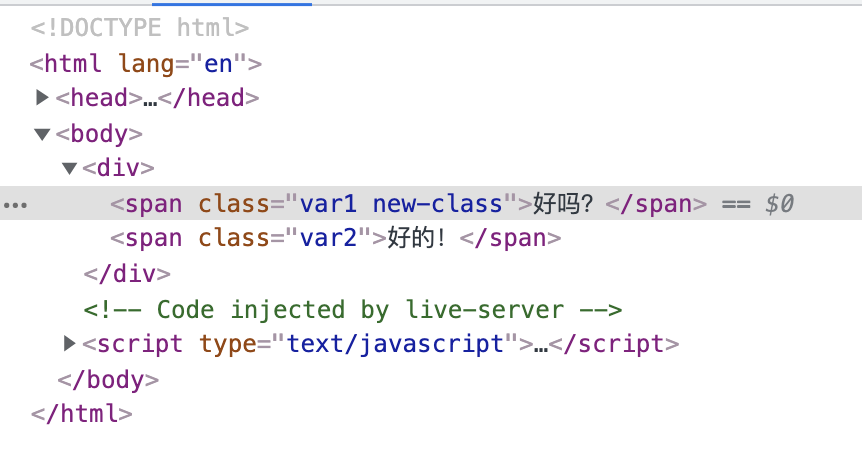 <!DOCTYPE html>
<html lang="en">
▶<head>…</head>
▼<body>
▼<div>
<span class="var1 new-class">好吗？</span> == $0
<span class="var2">好的！</span>
</div>
<!-- Code injected by live-server -->
▶<script type="text/javascript">…</script>
</body>
</html>